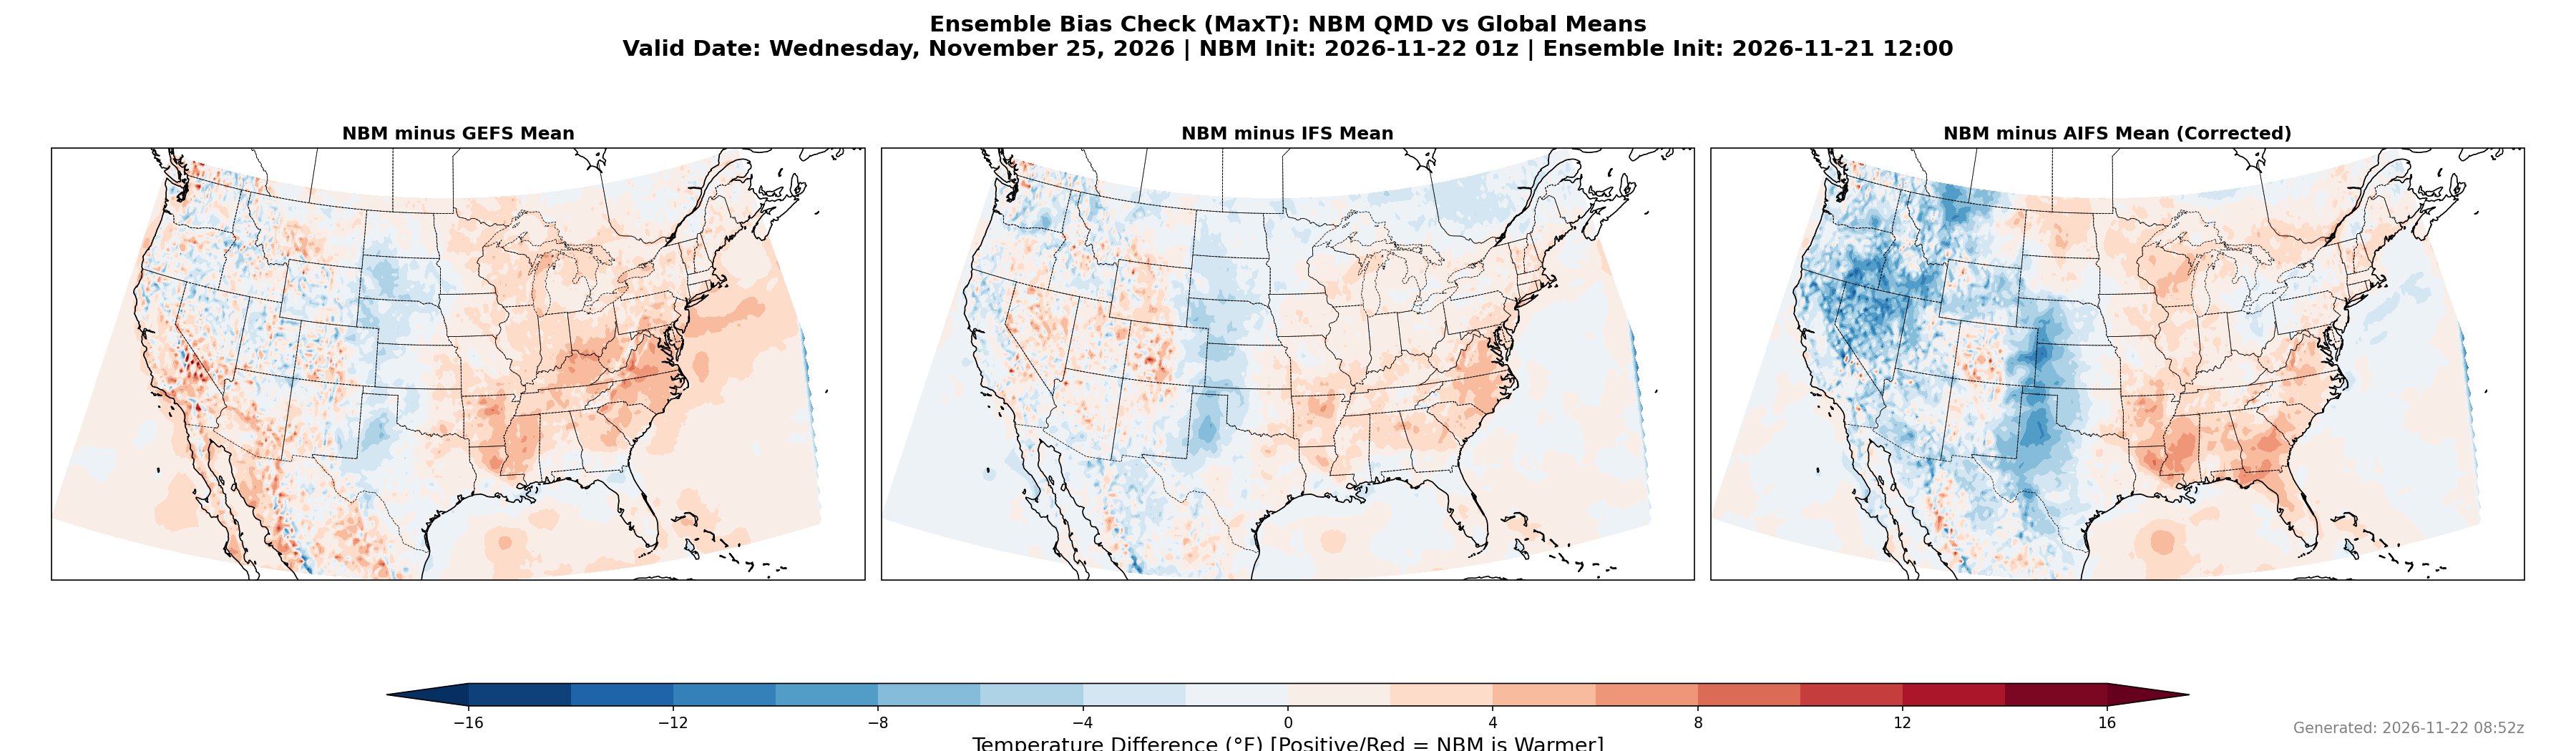 Ensemble Bias Check (MaxT): NBM QMD vs Global Means
Valid Date: Wednesday, November 25, 2026 | NBM Init: 2026-11-22 01z | Ensemble Init: 2026-11-21 12:00
NBM minus GEFS Mean
NBM minus IFS Mean
NBM minus AIFS Mean (Corrected)
−16 −12 −8 −4 0 4 8 12 16
Temperature Difference (°F) [Positive/Red = NBM is Warmer]
Generated: 2026-11-22 08:52z